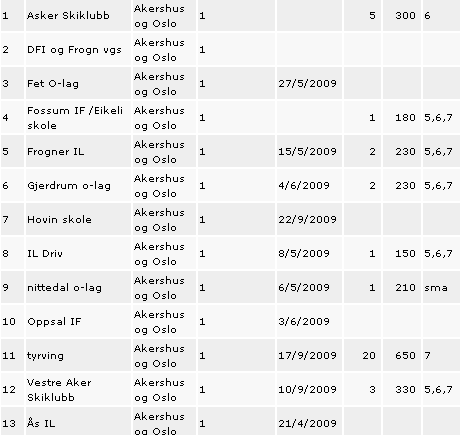 1 Asker Skiklubb Akershus og Oslo 1 5 300 6
2 DFI og Frogn vgs Akershus og Oslo 1
3 Fet O-lag Akershus og Oslo 1 27/5/2009
4 Fossum IF /Eikeli skole Akershus og Oslo 1 1 180 5,6,7
5 Frogner IL Akershus og Oslo 1 15/5/2009 2 230 5,6,7
6 Gjerdrum o-lag Akershus og Oslo 1 4/6/2009 2 230 5,6,7
7 Hovin skole Akershus og Oslo 1 22/9/2009
8 IL Driv Akershus og Oslo 1 8/5/2009 1 150 5,6,7
9 nittedal o-lag Akershus og Oslo 1 6/5/2009 1 210 sma
10 Oppsal IF Akershus og Oslo 1 3/6/2009
11 tyrving Akershus og Oslo 1 17/9/2009 20 650 7
12 Vestre Aker Skiklubb Akershus og Oslo 1 10/9/2009 3 330 5,6,7
13 Ås IL Akershus og Oslo 1 21/4/2009